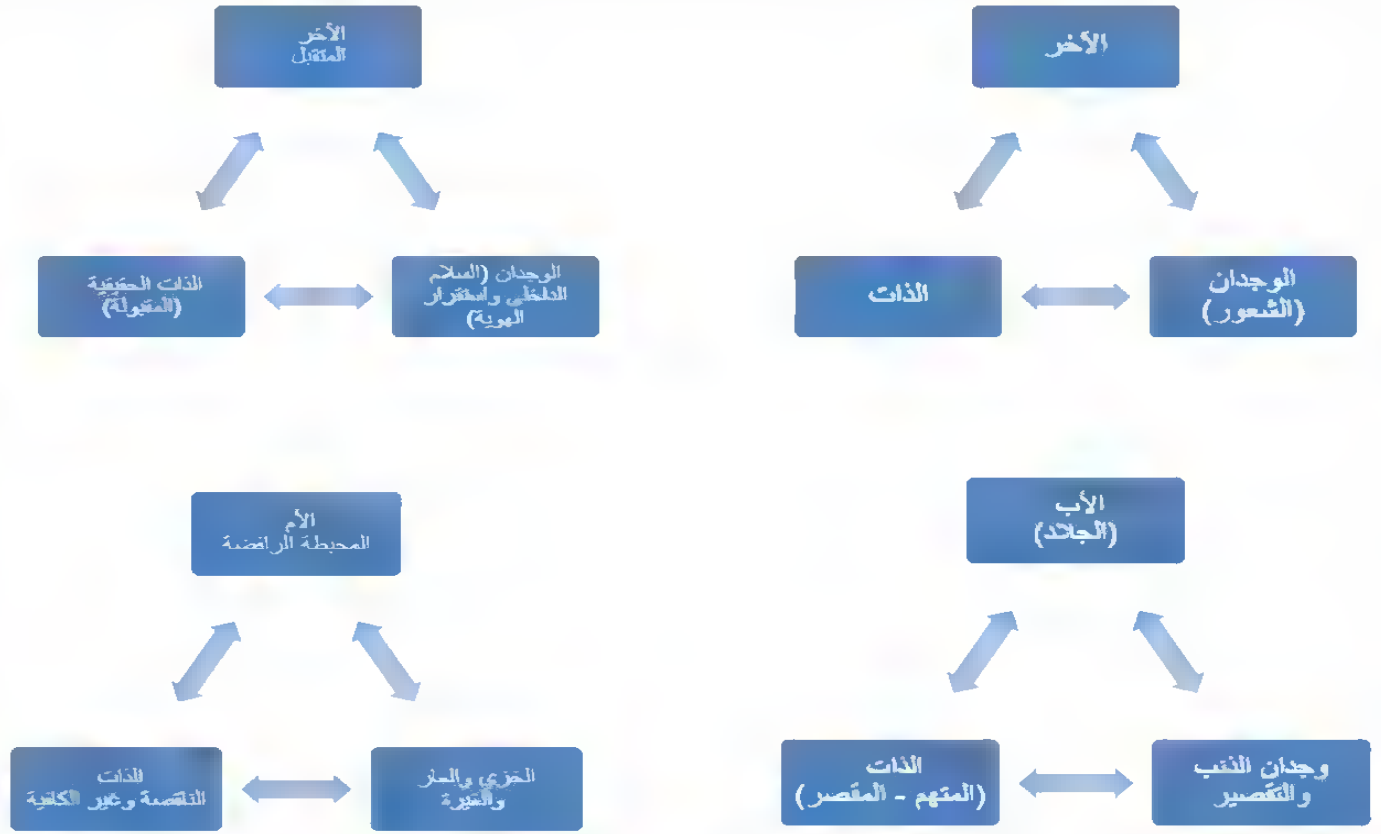 الآخر
الآخر
المتقبل
الوجدان
(الشعور)
الذات
الوجدان (السلام
الداخلي واستقرار
الهوية)
الذات الحقيقية
(المقبولة)
الأب
(الجلاد)
الأم
المحبطة الرافضة
وجدان الذنب
والتقصير
الذات
(المتهم - المقصر)
الخزي والعار
والغيرة
الذات
الناقصة وغير الكافية